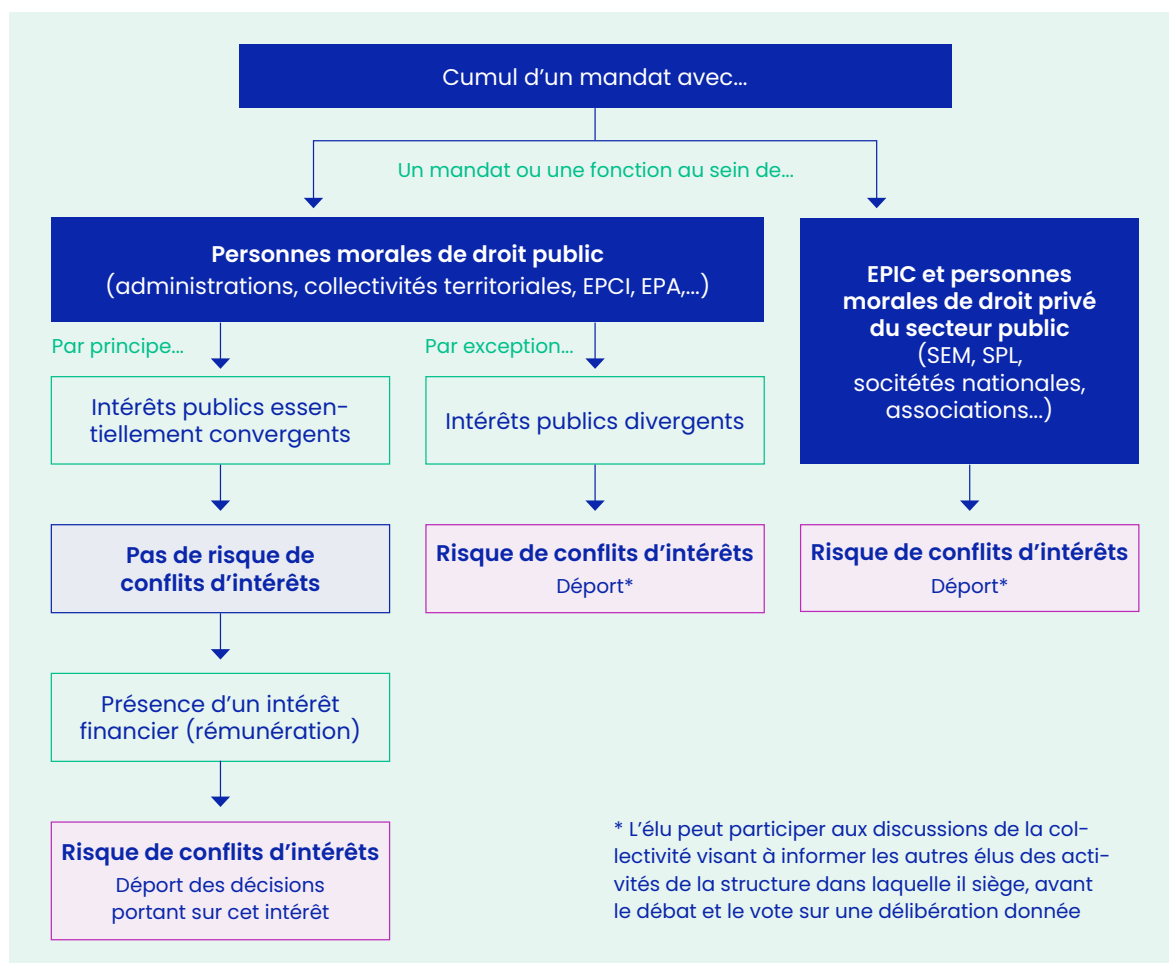 Cumul d’un mandat avec...
Un mandat ou une fonction au sein de...
Personnes morales de droit public
(administrations, collectivités territoriales, EPCI, EPA,...)
EPIC et personnes
morales de droit privé
du secteur public
(SEM, SPL,
socitétés nationales,
associations...)
Par principe...
Par exception...
Intérêts publics essen-
tiellement convergents
Intérêts publics divergents
Pas de risque de
conflits d’intérêts
Risque de conflits d’intérêts
Déport*
Risque de conflits d’intérêts
Déport*
Présence d’un intérêt
financier (rémunération)
Risque de conflits d’intérêts
Déport des décisions
portant sur cet intérêt
* L’élu peut participer aux discussions de la col-
lectivité visant à informer les autres élus des acti-
vités de la structure dans laquelle il siège, avant
le débat et le vote sur une délibération donnée